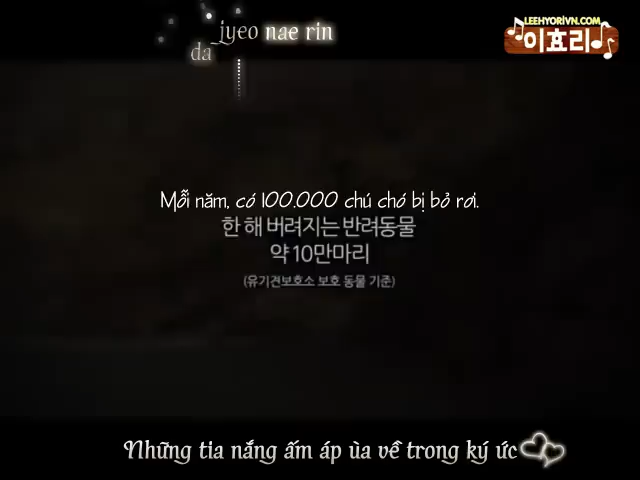 jyeo nae rin
da
LEEHYORIVN.COM
이효리
Mỗi năm, có 100.000 chú chó bị bỏ rơi.
한 해 버려지는 반려동물
약 10만마리
(유기견보호소 보호 동물 기준)
Những tia nắng ấm áp ùa về trong ký ức